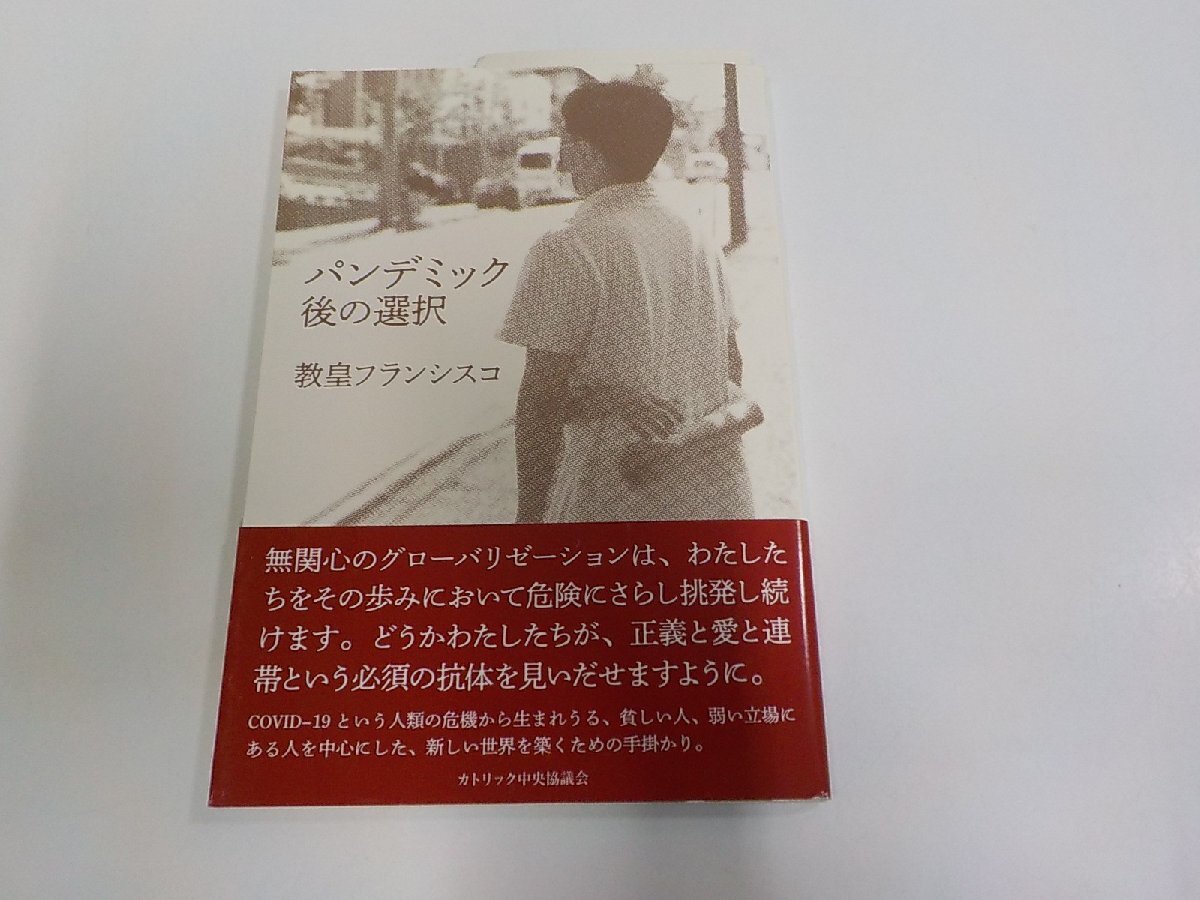 パンデミック
後の選択
教皇フランシスコ
無関心のグローバリゼーションは、わたした
ちをその歩みにおいて危険にさらし挑発し続
けます。どうかわたしたちが、正義と愛と連
帯という必須の抗体を見いだせますように。
COVID-19 という人類の危機から生まれうる、貧しい人、弱い立場に
ある人を中心にした、新しい世界を築くための手掛かり。
カトリック中央協議会